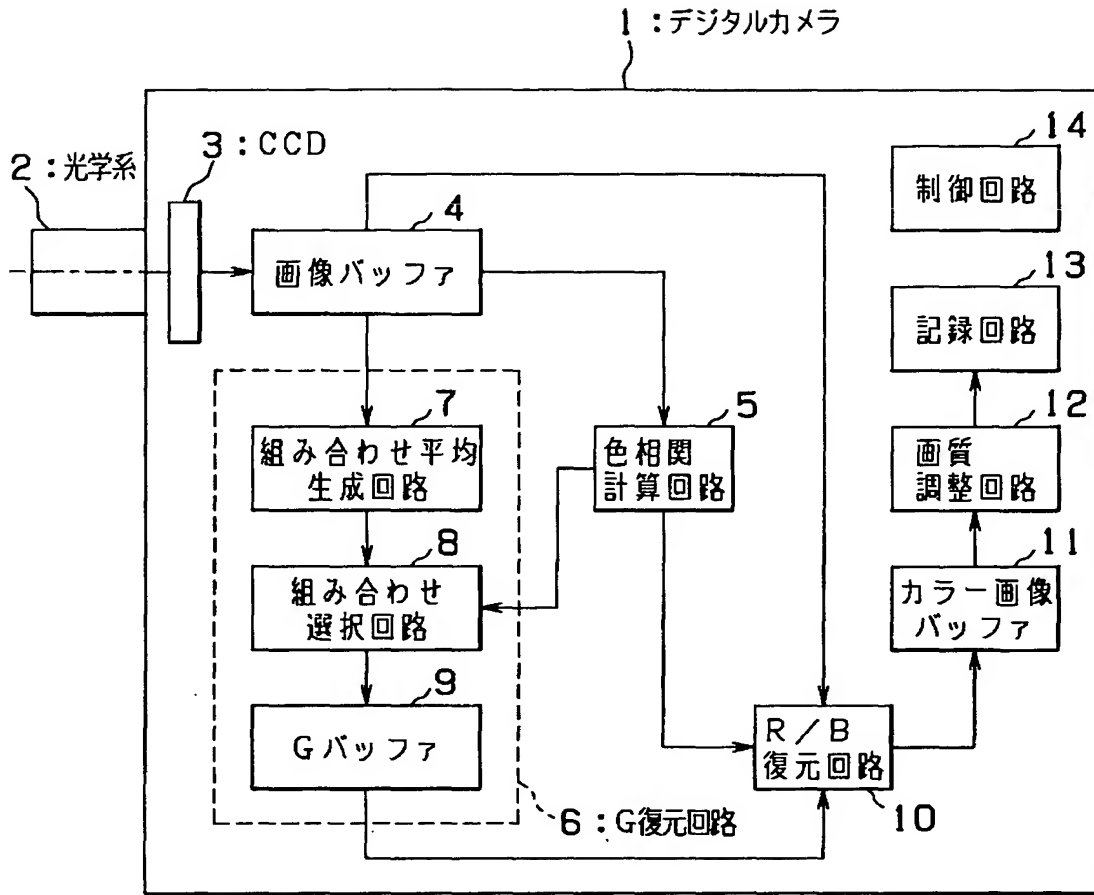 1：デジタルカメラ
2：光学系
3：CCD
14
制御回路
4
画像バッファ
13
記録回路
7
組み合わせ平均
生成回路
5
色相関
計算回路
12
画質
調整回路
8
組み合わせ
選択回路
11
カラー画像
バッファ
9
Gバッファ
R／B
復元回路
10
6：G復元回路